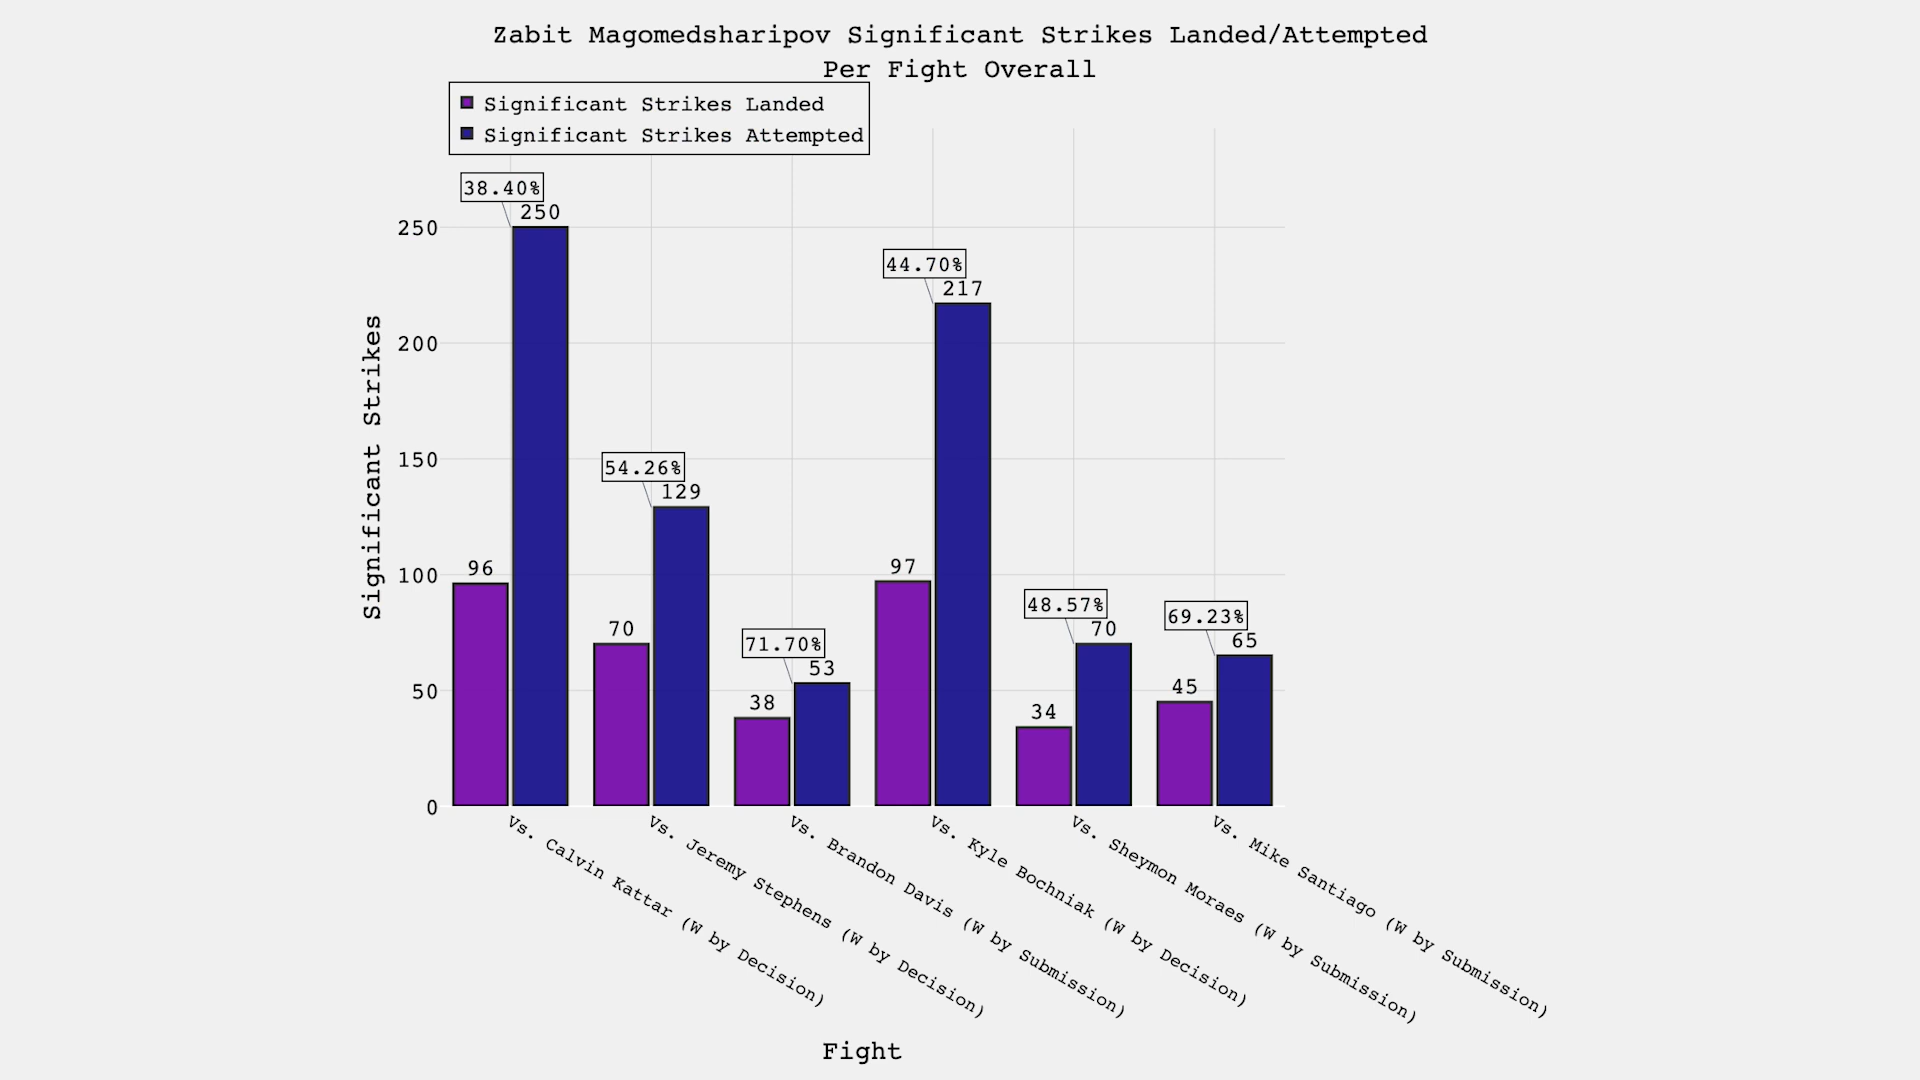 Zabit Magomedsharipov Significant Strikes Landed/Attempted
Per Fight Overall
Significant Strikes Landed
Significant Strikes Attempted
Significant Strikes
250
200
150
100
50
0
38.40%
96
250
54.26%
70
129
71.70%
38
53
44.70%
97
217
48.57%
34
70
69.23%
45
65
Vs. Calvin Kattar (W by Decision)
Vs. Jeremy Stephens (W by Decision)
Vs. Brandon Davis (W by Submission)
Vs. Kyle Bochniak (W by Decision)
Vs. Sheymon Moraes (W by Submission)
Vs. Mike Santiago (W by Submission)
Fight